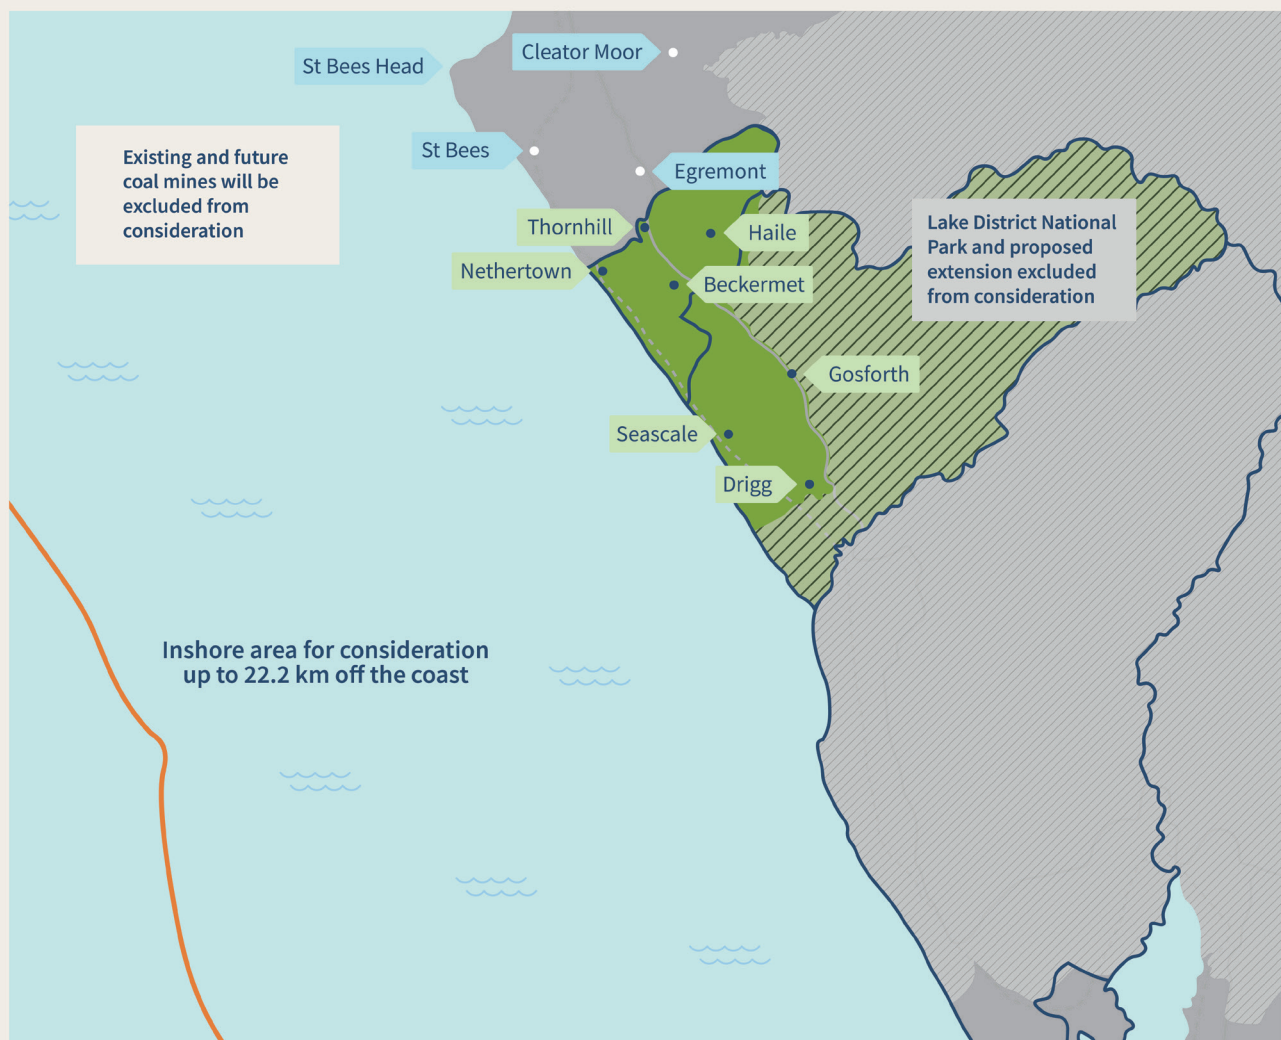 Cleator Moor
St Bees Head
St Bees
Existing and future
coal mines will be
excluded from
consideration
Egremont
Thornhill
Haile
Lake District National
Park and proposed
extension excluded
from consideration
Nethertown
Beckermet
Gosforth
Seascale
Drigg
Inshore area for consideration
up to 22.2 km off the coast